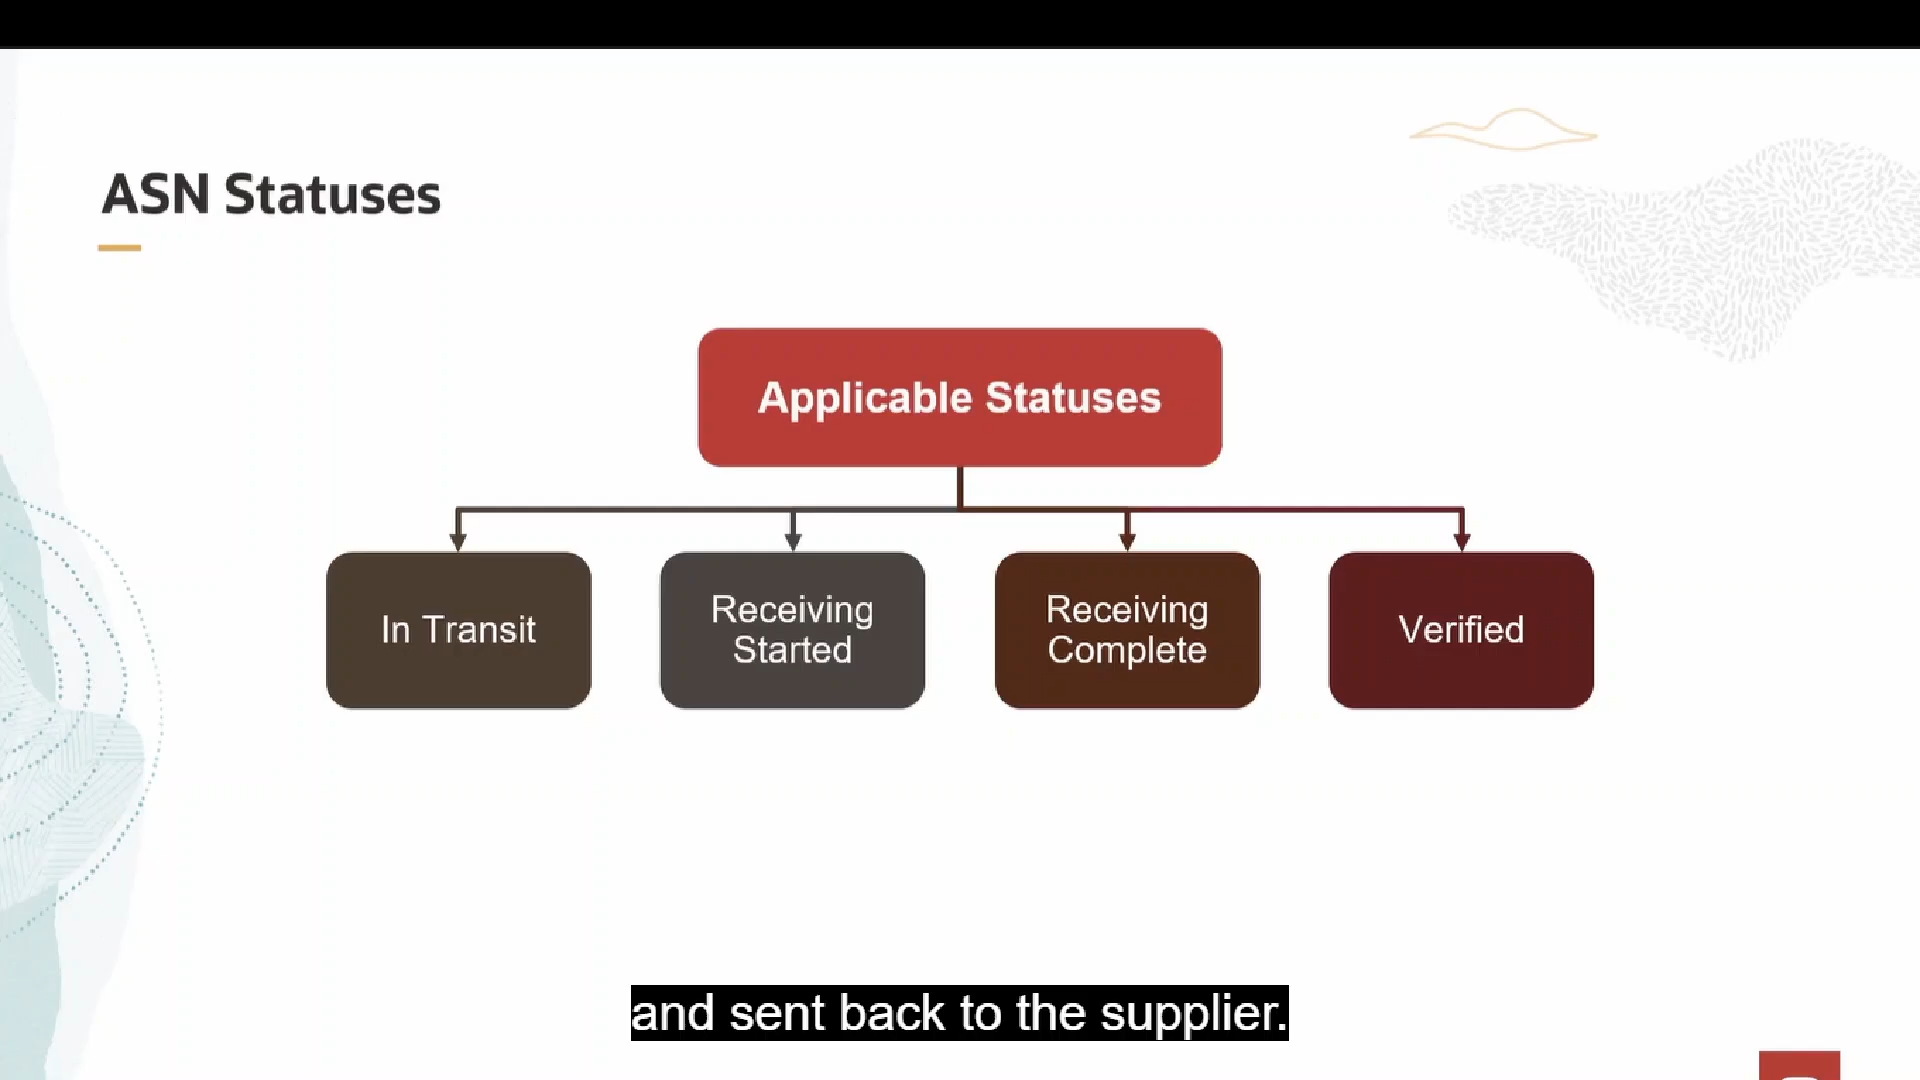 ASN Statuses
Applicable Statuses
In Transit
Receiving
Started
Receiving
Complete
Verified
and sent back to the supplier.